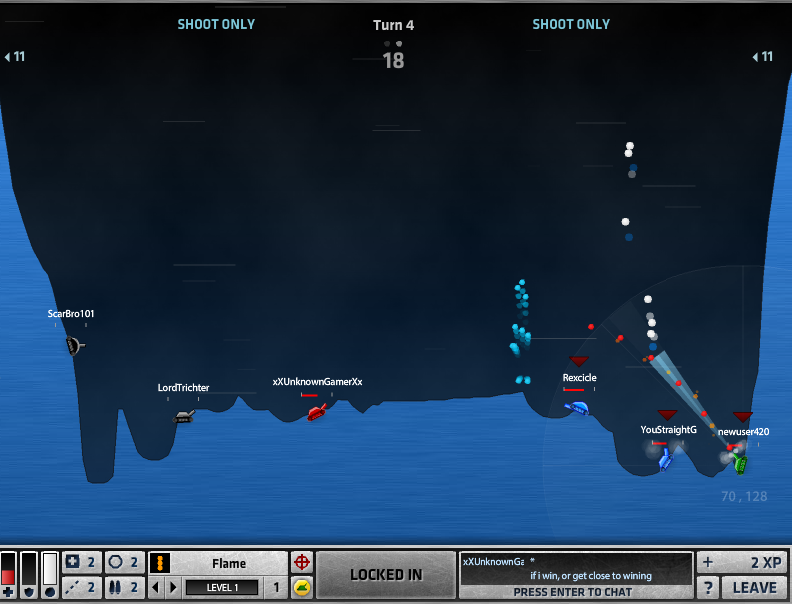 SHOOT ONLY
Turn 4
SHOOT ONLY
11
18
11
ScarBro101
LordTrichter
xXUnknownGamerXx
Rexcicle
YouStraightG
newuser420
70, 128
2
2
Flame
LOCKED IN
xXUnknownGa *
if i win, or get close to wining
+ 2 XP
2
2
LEVEL 1
1
PRESS ENTER TO CHAT
? LEAVE